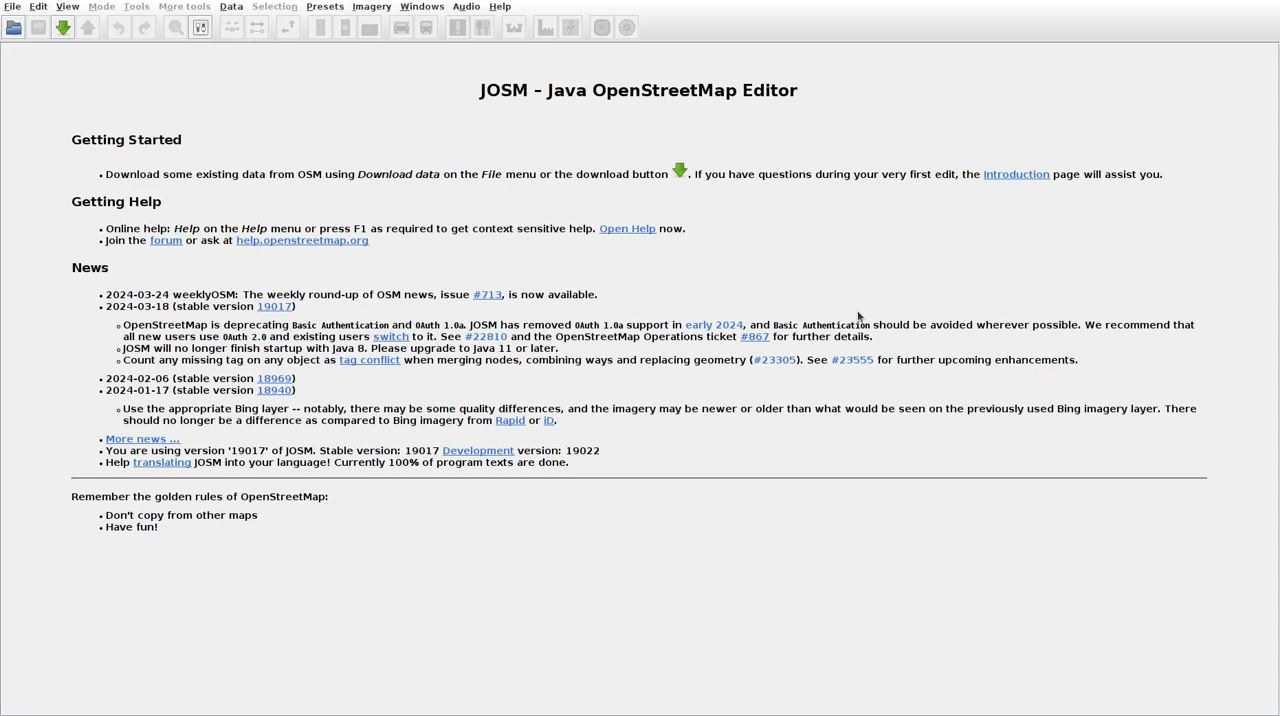 File Edit View Mode Tools More tools Data Selection Presets Imagery Windows Audio Help
JOSM – Java OpenStreetMap Editor
Getting Started
Download some existing data from OSM using Download data on the File menu or the download button . If you have questions during your very first edit, the Introduction page will assist you.
Getting Help
Online help: Help on the Help menu or press F1 as required to get context sensitive help. Open Help now.
Join the forum or ask at help.openstreetmap.org
News
2024-03-24 weeklyOSM: The weekly round-up of OSM news, issue #713, is now available.
2024-03-18 (stable version 19017)
OpenStreetMap is deprecating Basic Authentication and OAuth 1.0a. JOSM has removed OAuth 1.0a support in early 2024, and Basic Authentication should be avoided wherever possible. We recommend that
all new users use OAuth 2.0 and existing users switch to it. See #22810 and the OpenStreetMap Operations ticket #867 for further details.
JOSM will no longer finish startup with Java 8. Please upgrade to Java 11 or later.
Count any missing tag on any object as tag conflict when merging nodes, combining ways and replacing geometry (#23305). See #23555 for further upcoming enhancements.
2024-02-06 (stable version 18969)
2024-01-17 (stable version 18940)
Use the appropriate Bing layer -- notably, there may be some quality differences, and the imagery may be newer or older than what would be seen on the previously used Bing imagery layer. There
should no longer be a difference as compared to Bing imagery from Rapid or iD.
More news ...
You are using version '19017' of JOSM. Stable version: 19017 Development version: 19022
Help translating JOSM into your language! Currently 100% of program texts are done.
Remember the golden rules of OpenStreetMap:
Don't copy from other maps
Have fun!